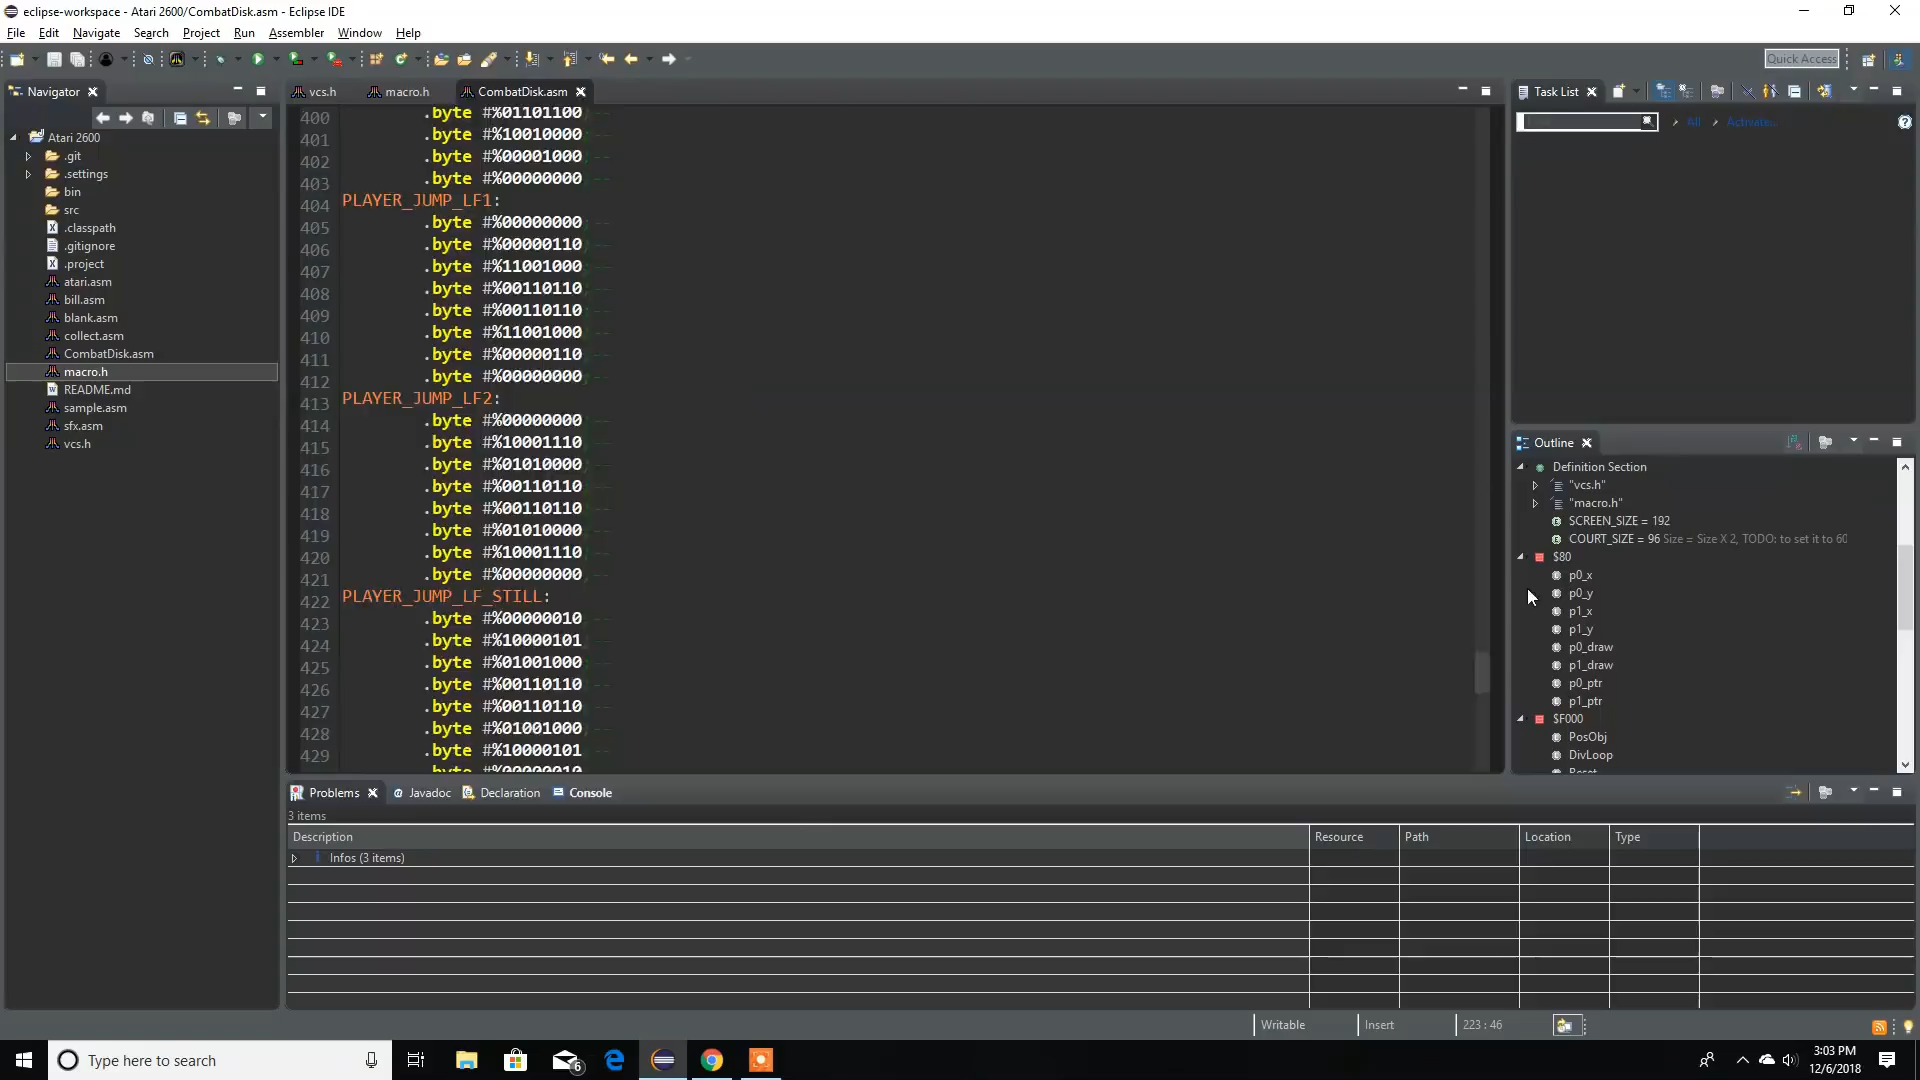 eclipse-workspace - Atari 2600/CombatDisk.asm - Eclipse IDE
File Edit Navigate Search Project Run Assembler Window Help
Quick Access
Navigator
Atari 2600
.git
.settings
bin
src
.classpath
.gitignore
.project
atari.asm
bill.asm
blank.asm
collect.asm
CombatDisk.asm
macro.h
README.md
sample.asm
sfx.asm
vcs.h
vcs.h macro.h CombatDisk.asm
400 .byte #%01101100
401 .byte #%10010000
402 .byte #%00001000
403 .byte #%00000000
404 PLAYER_JUMP_LF1:
405 .byte #%00000000
406 .byte #%00000110
407 .byte #%11001000
408 .byte #%00110110
409 .byte #%00110110
410 .byte #%11001000
411 .byte #%00000110
412 .byte #%00000000
413 PLAYER_JUMP_LF2:
414 .byte #%00000000
415 .byte #%10001110
416 .byte #%01010000
417 .byte #%00110110
418 .byte #%00110110
419 .byte #%01010000
420 .byte #%10001110
421 .byte #%00000000
422 PLAYER_JUMP_LF_STILL:
423 .byte #%00000010
424 .byte #%10000101
425 .byte #%01001000
426 .byte #%00110110
427 .byte #%00110110
428 .byte #%01001000
429 .byte #%10000101
.byte #%00000010
Task List
All Activate...
Outline
Definition Section
"vcs.h"
"macro.h"
SCREEN_SIZE = 192
COURT_SIZE = 96 Size = Size X 2, TODO: to set it to 60
$80
p0_x
p0_y
p1_x
p1_y
p0_draw
p1_draw
p0_ptr
p1_ptr
$F000
PosObj
DivLoop
Reset
Problems Javadoc Declaration Console
3 items
Description Resource Path Location Type
Infos (3 items)
Writable Insert 223 : 46
Type here to search
6
3:03 PM
12/6/2018